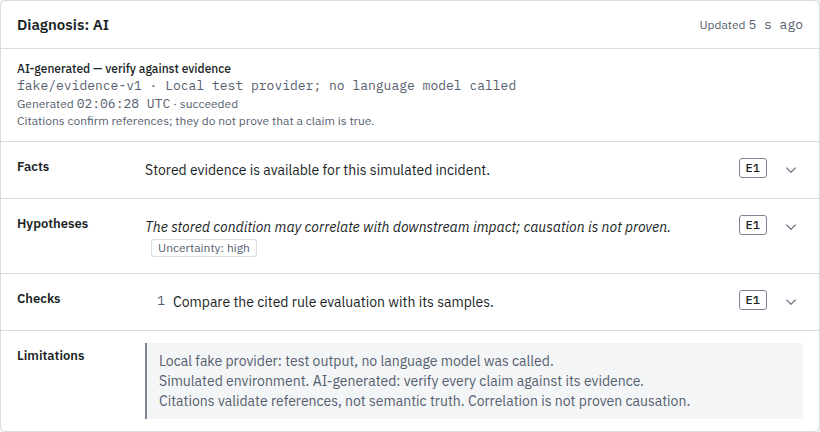 Diagnosis: AI
Updated 5 s ago
AI-generated — verify against evidence
fake/evidence-v1 · Local test provider; no language model called
Generated 02:06:28 UTC · succeeded
Citations confirm references; they do not prove that a claim is true.
Facts
Stored evidence is available for this simulated incident.
E1
Hypotheses
The stored condition may correlate with downstream impact; causation is not proven.
E1
Uncertainty: high
Checks
1 Compare the cited rule evaluation with its samples.
E1
Limitations
Local fake provider: test output, no language model was called.
Simulated environment. AI-generated: verify every claim against its evidence.
Citations validate references, not semantic truth. Correlation is not proven causation.